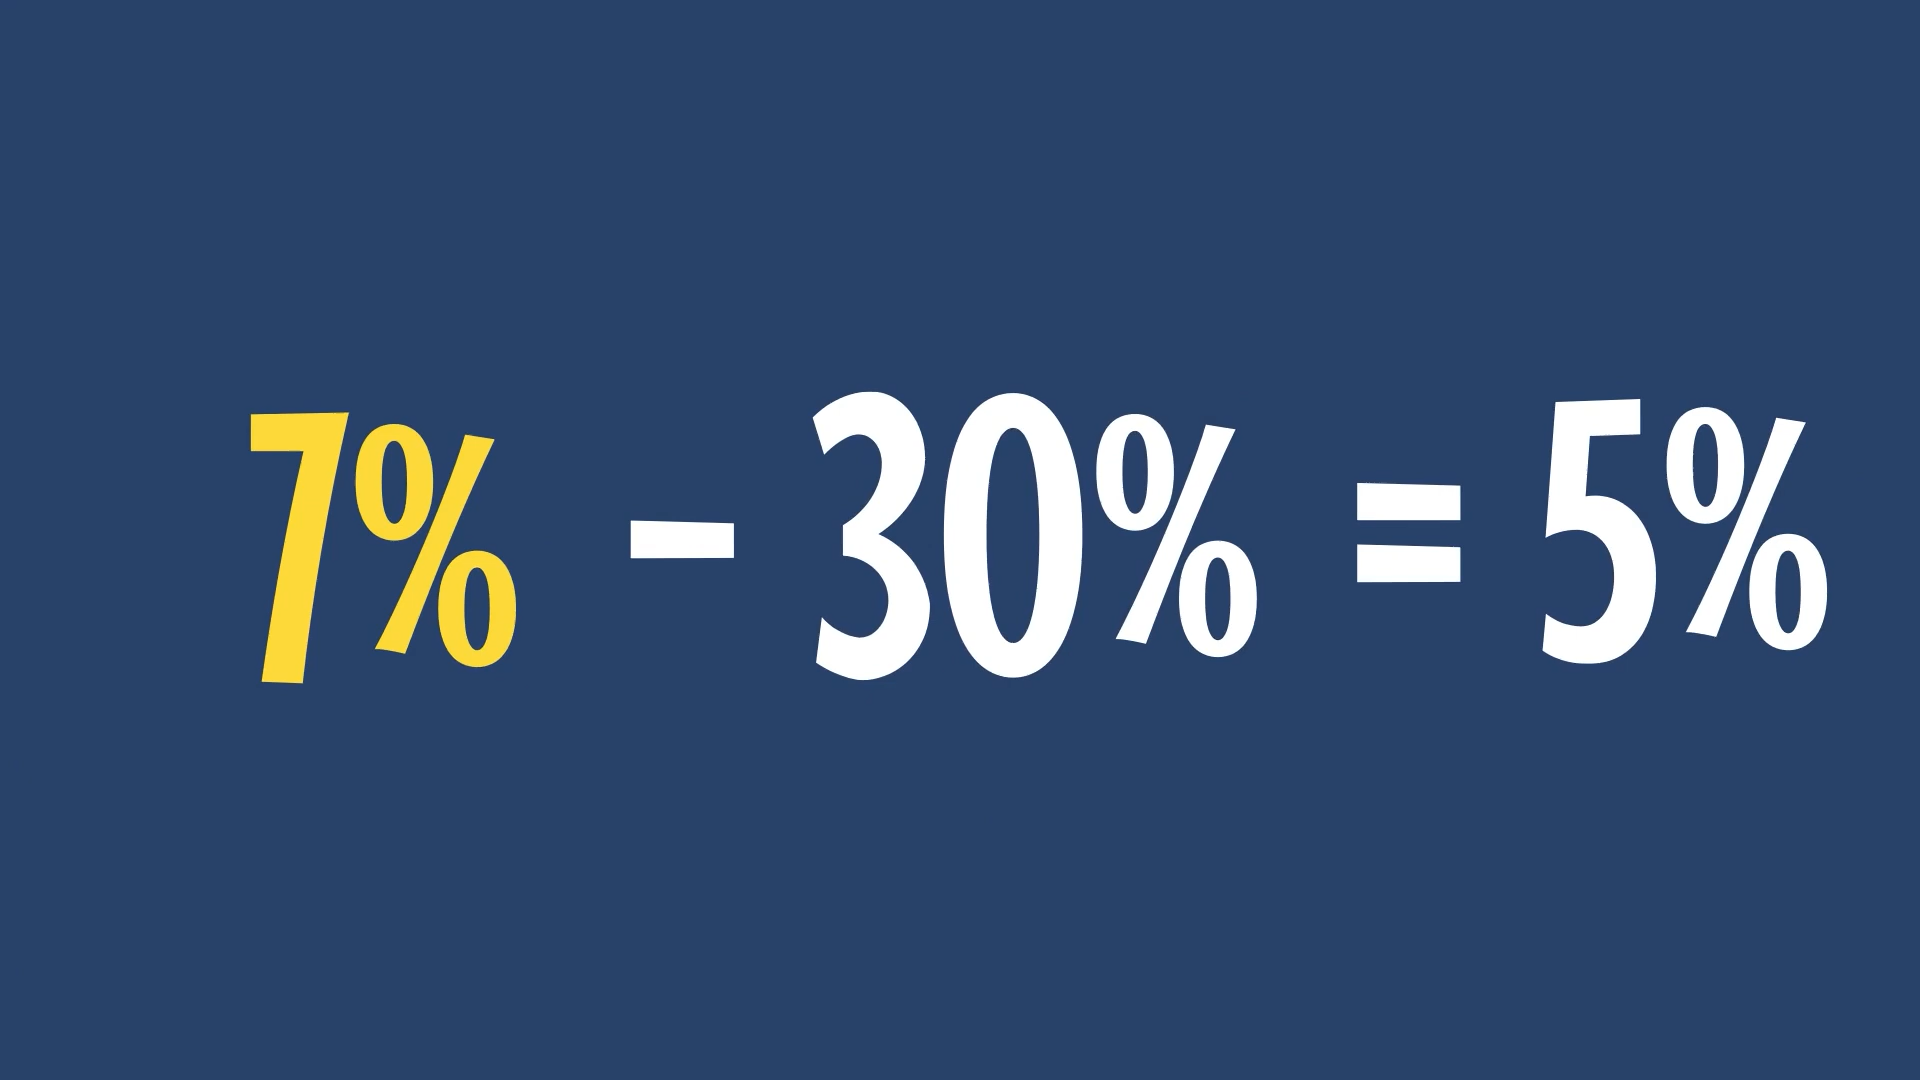 7% – 30% = 5%